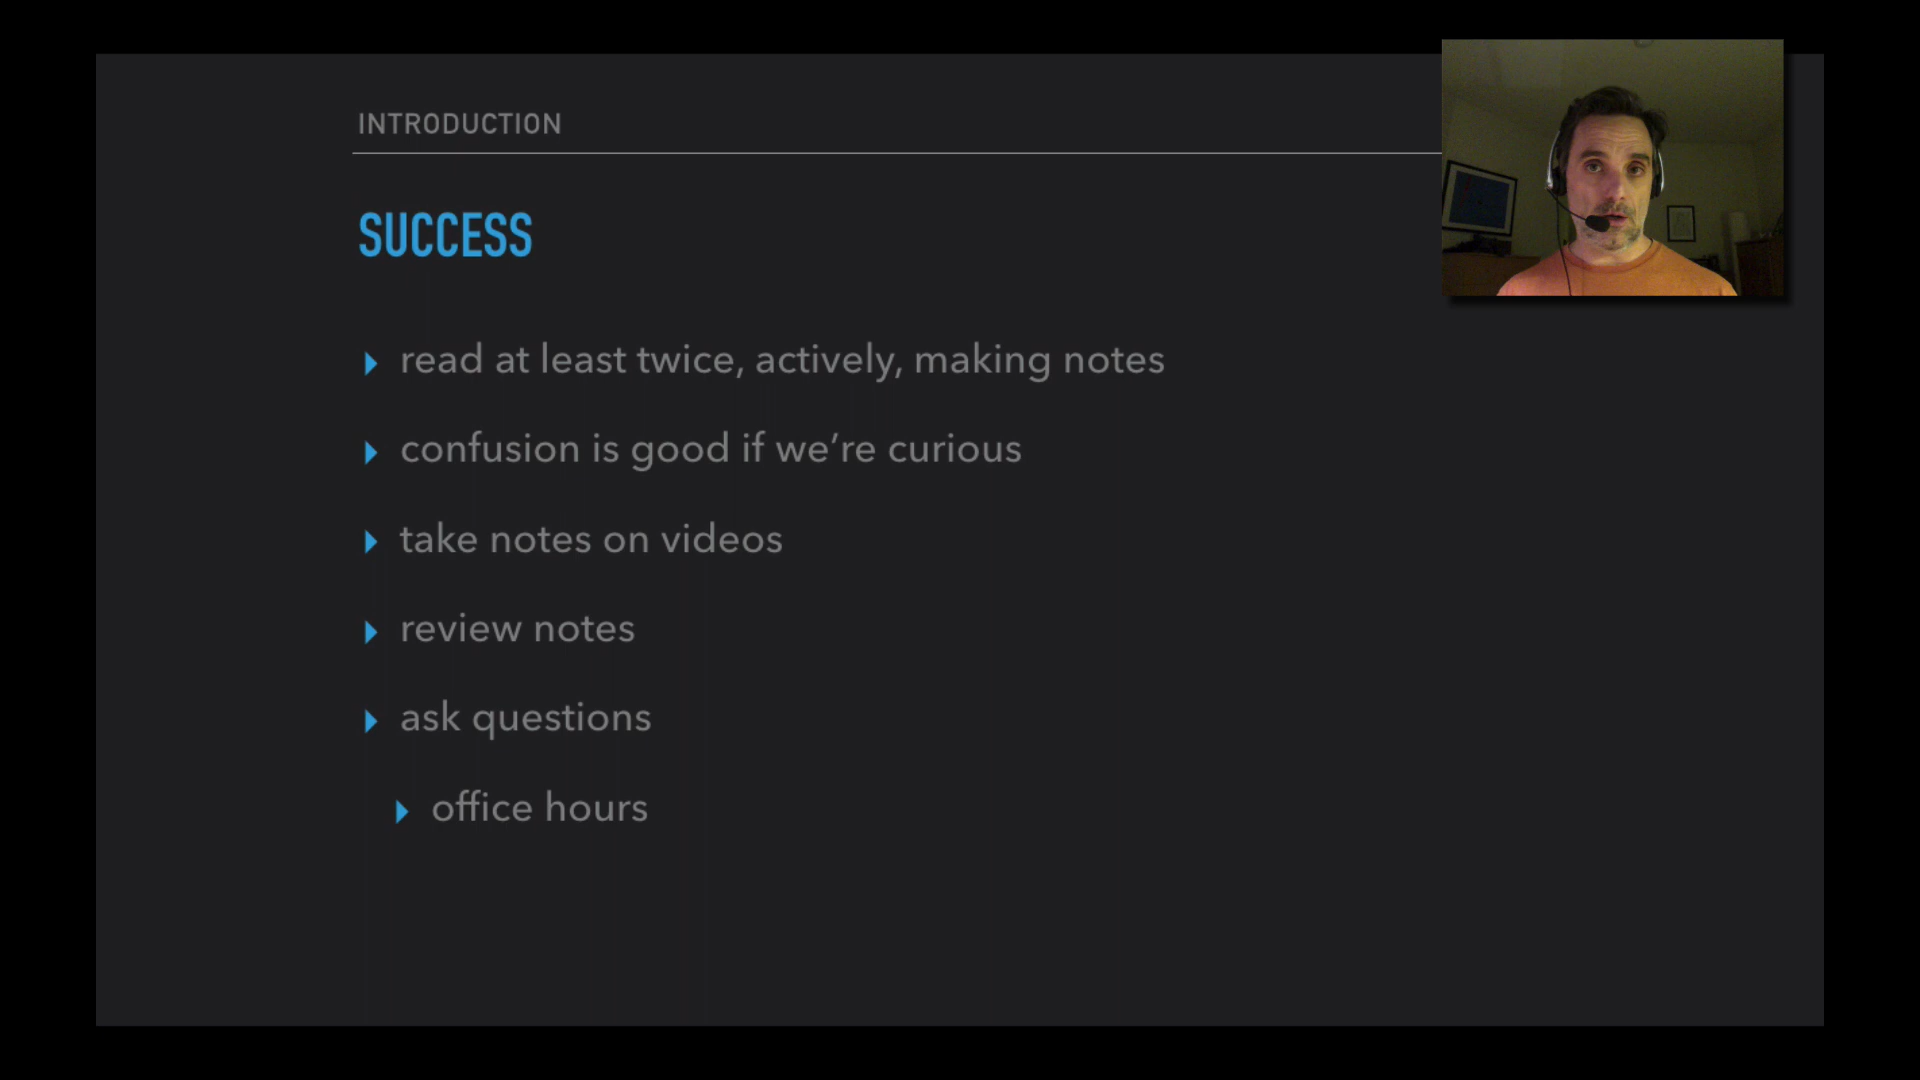 INTRODUCTION
SUCCESS
read at least twice, actively, making notes
confusion is good if we’re curious
take notes on videos
review notes
ask questions
office hours